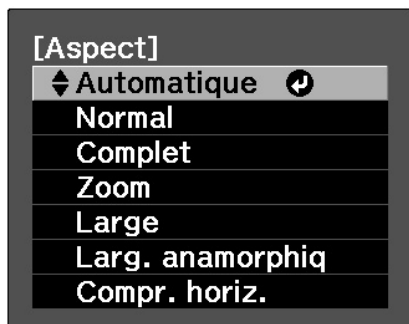 [Aspect]
Automatique
Normal
Complet
Zoom
Large
Larg. anamorphiq
Compr. horiz.